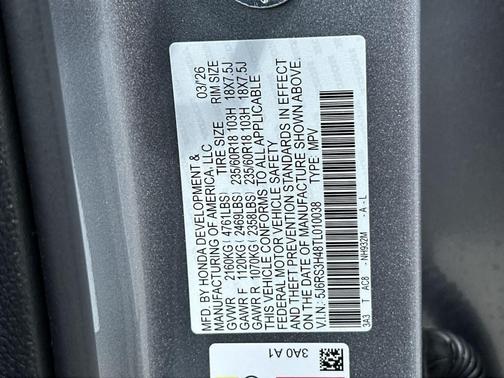 MFD. BY HONDA DEVELOPMENT &
MANUFACTURING OF AMERICA, LLC 03/26
TIRE SIZE RIM SIZE
GVWR 2160KG ( 4761LBS)
GAWR F 1120KG ( 2469LBS) 235/60R18 103H 18X7.5J
GAWR R 1070KG ( 2358LBS) 235/60R18 103H 18X7.5J
THIS VEHICLE CONFORMS TO ALL APPLICABLE
FEDERAL MOTOR VEHICLE SAFETY
AND THEFT PREVENTION STANDARDS IN EFFECT
ON THE DATE OF MANUFACTURE SHOWN ABOVE.
V.I.N.: 5J6RS3H48TL010038 TYPE: MPV
3A3 T AC8 - NH932M - A - L
3A0 A1